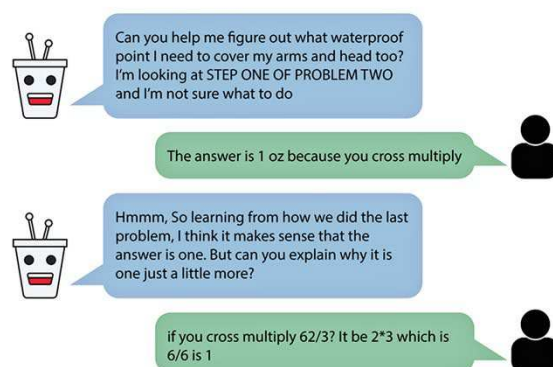 Can you help me figure out what waterproof
point I need to cover my arms and head too?
I'm looking at STEP ONE OF PROBLEM TWO
and I'm not sure what to do
The answer is 1 oz because you cross multiply
Hmmm, So learning from how we did the last
problem, I think it makes sense that the
answer is one. But can you explain why it is
one just a little more?
if you cross multiply 62/3? It be 2*3 which is
6/6 is 1